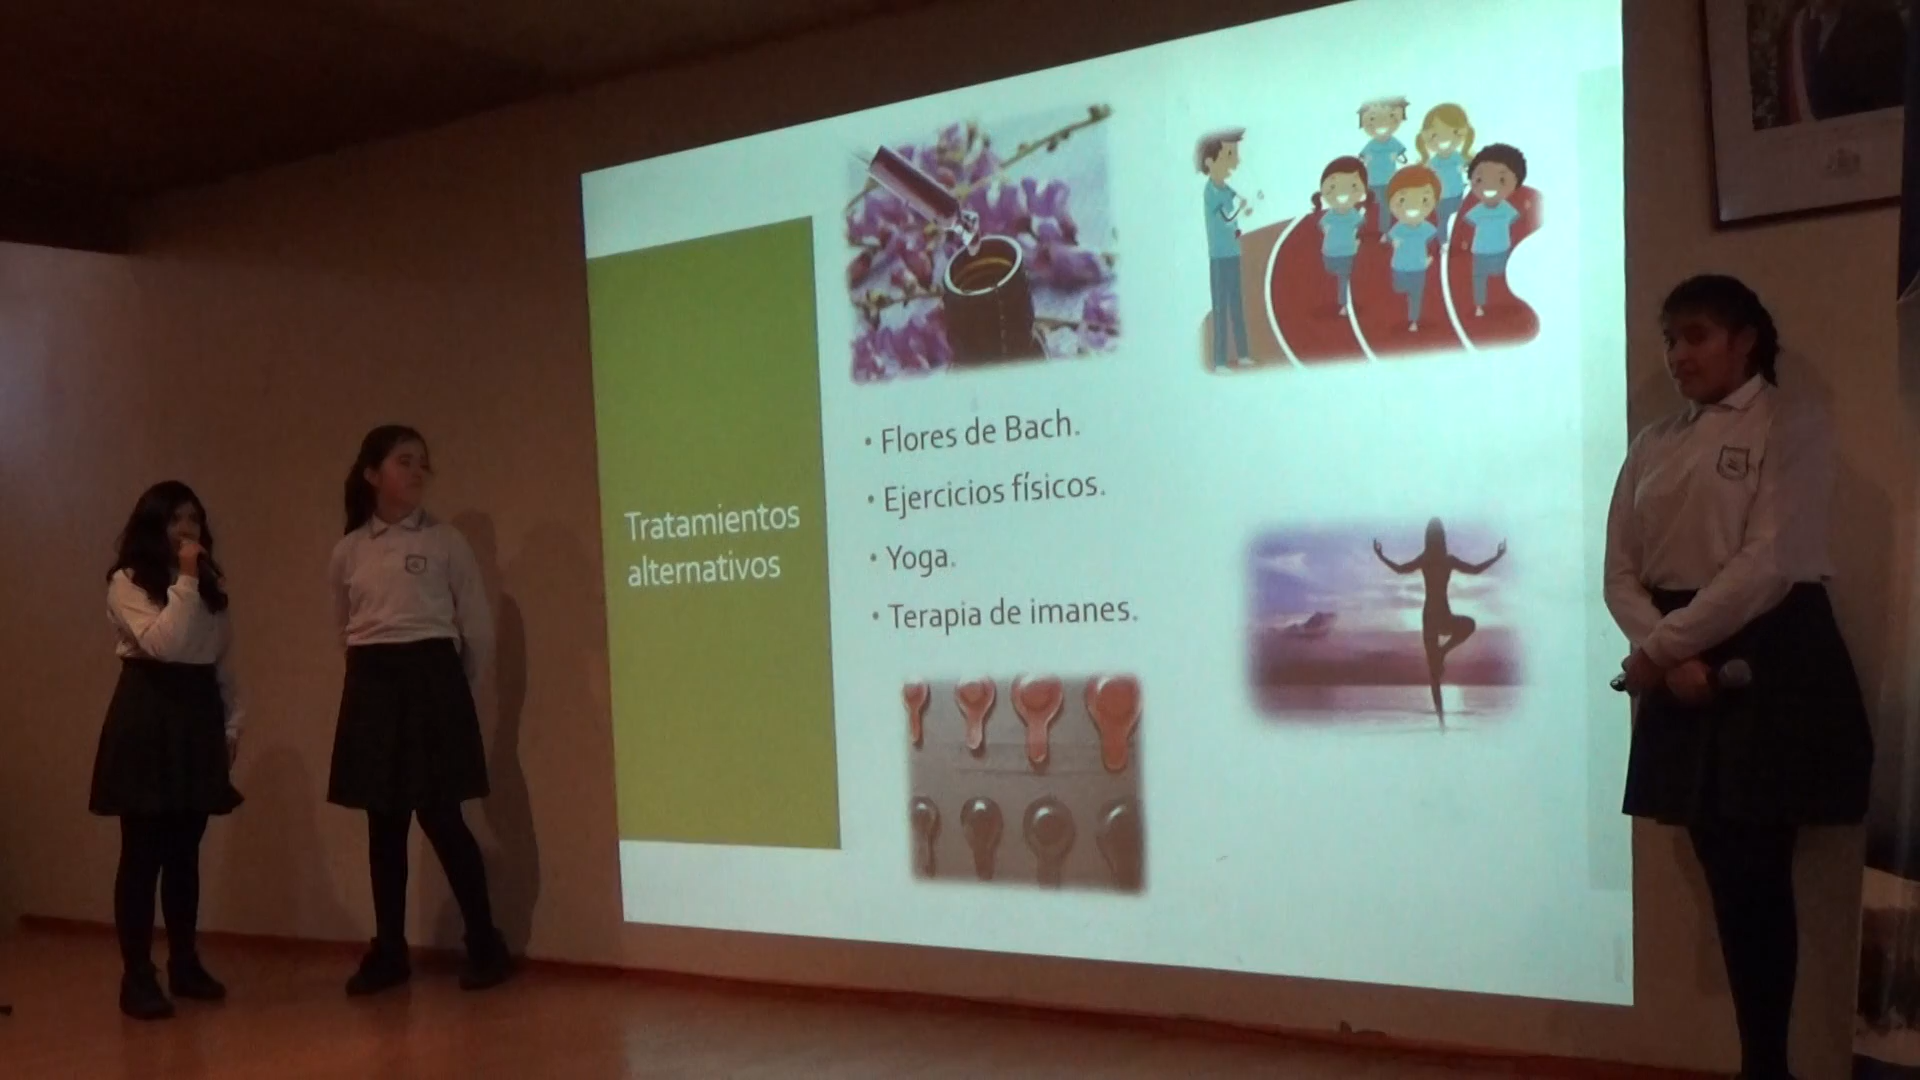 Tratamientos
alternativos
• Flores de Bach.
• Ejercicios físicos.
• Yoga.
• Terapia de imanes.